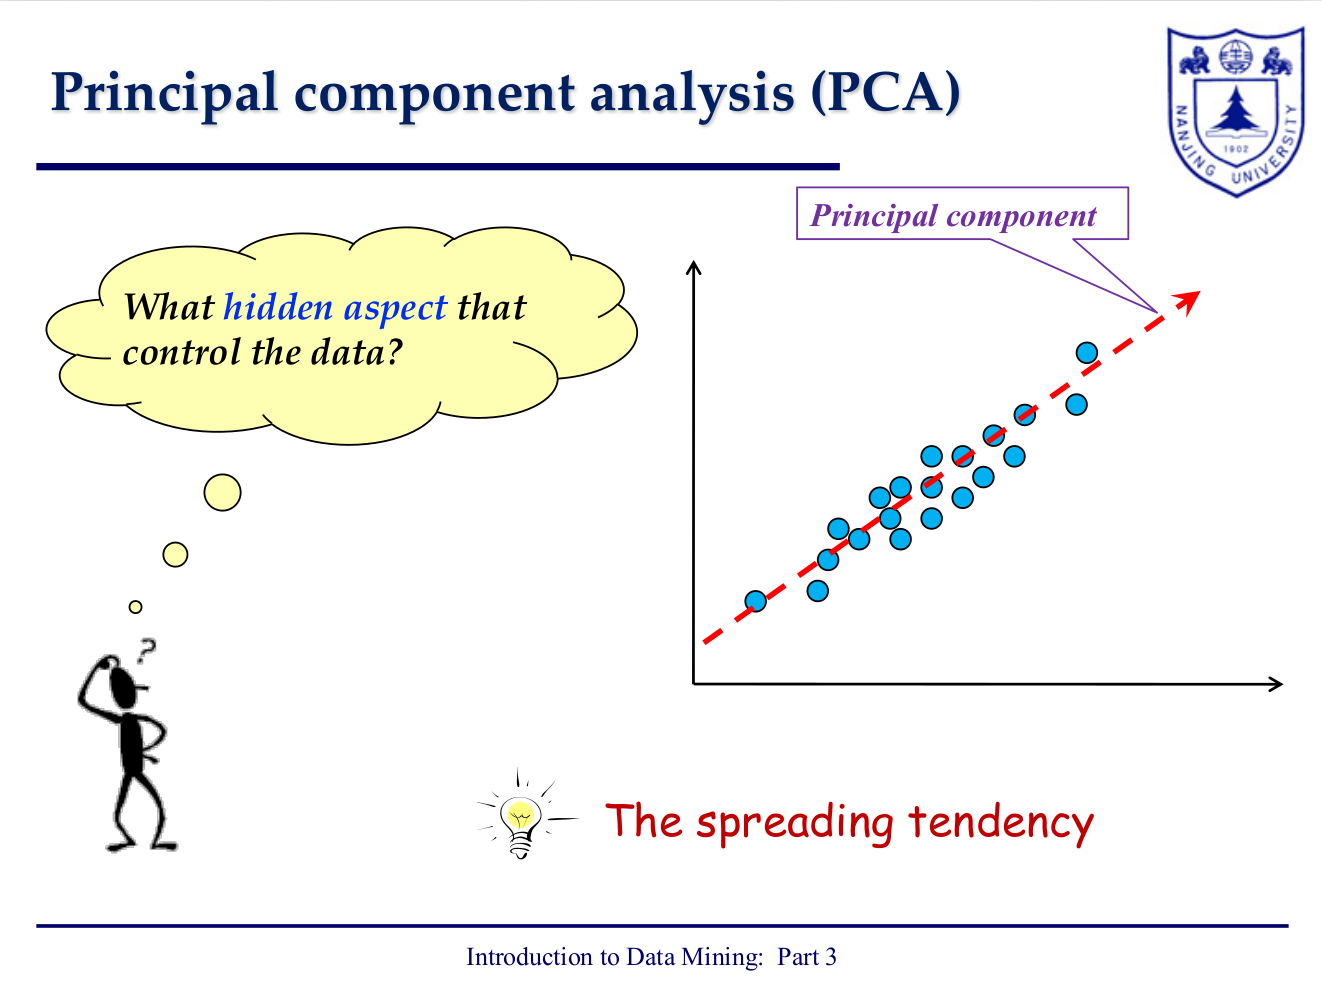 Principal component analysis (PCA)
NANJING UNIVERSITY
1902
Principal component
What hidden aspect that
control the data?
?
The spreading tendency
Introduction to Data Mining:  Part 3